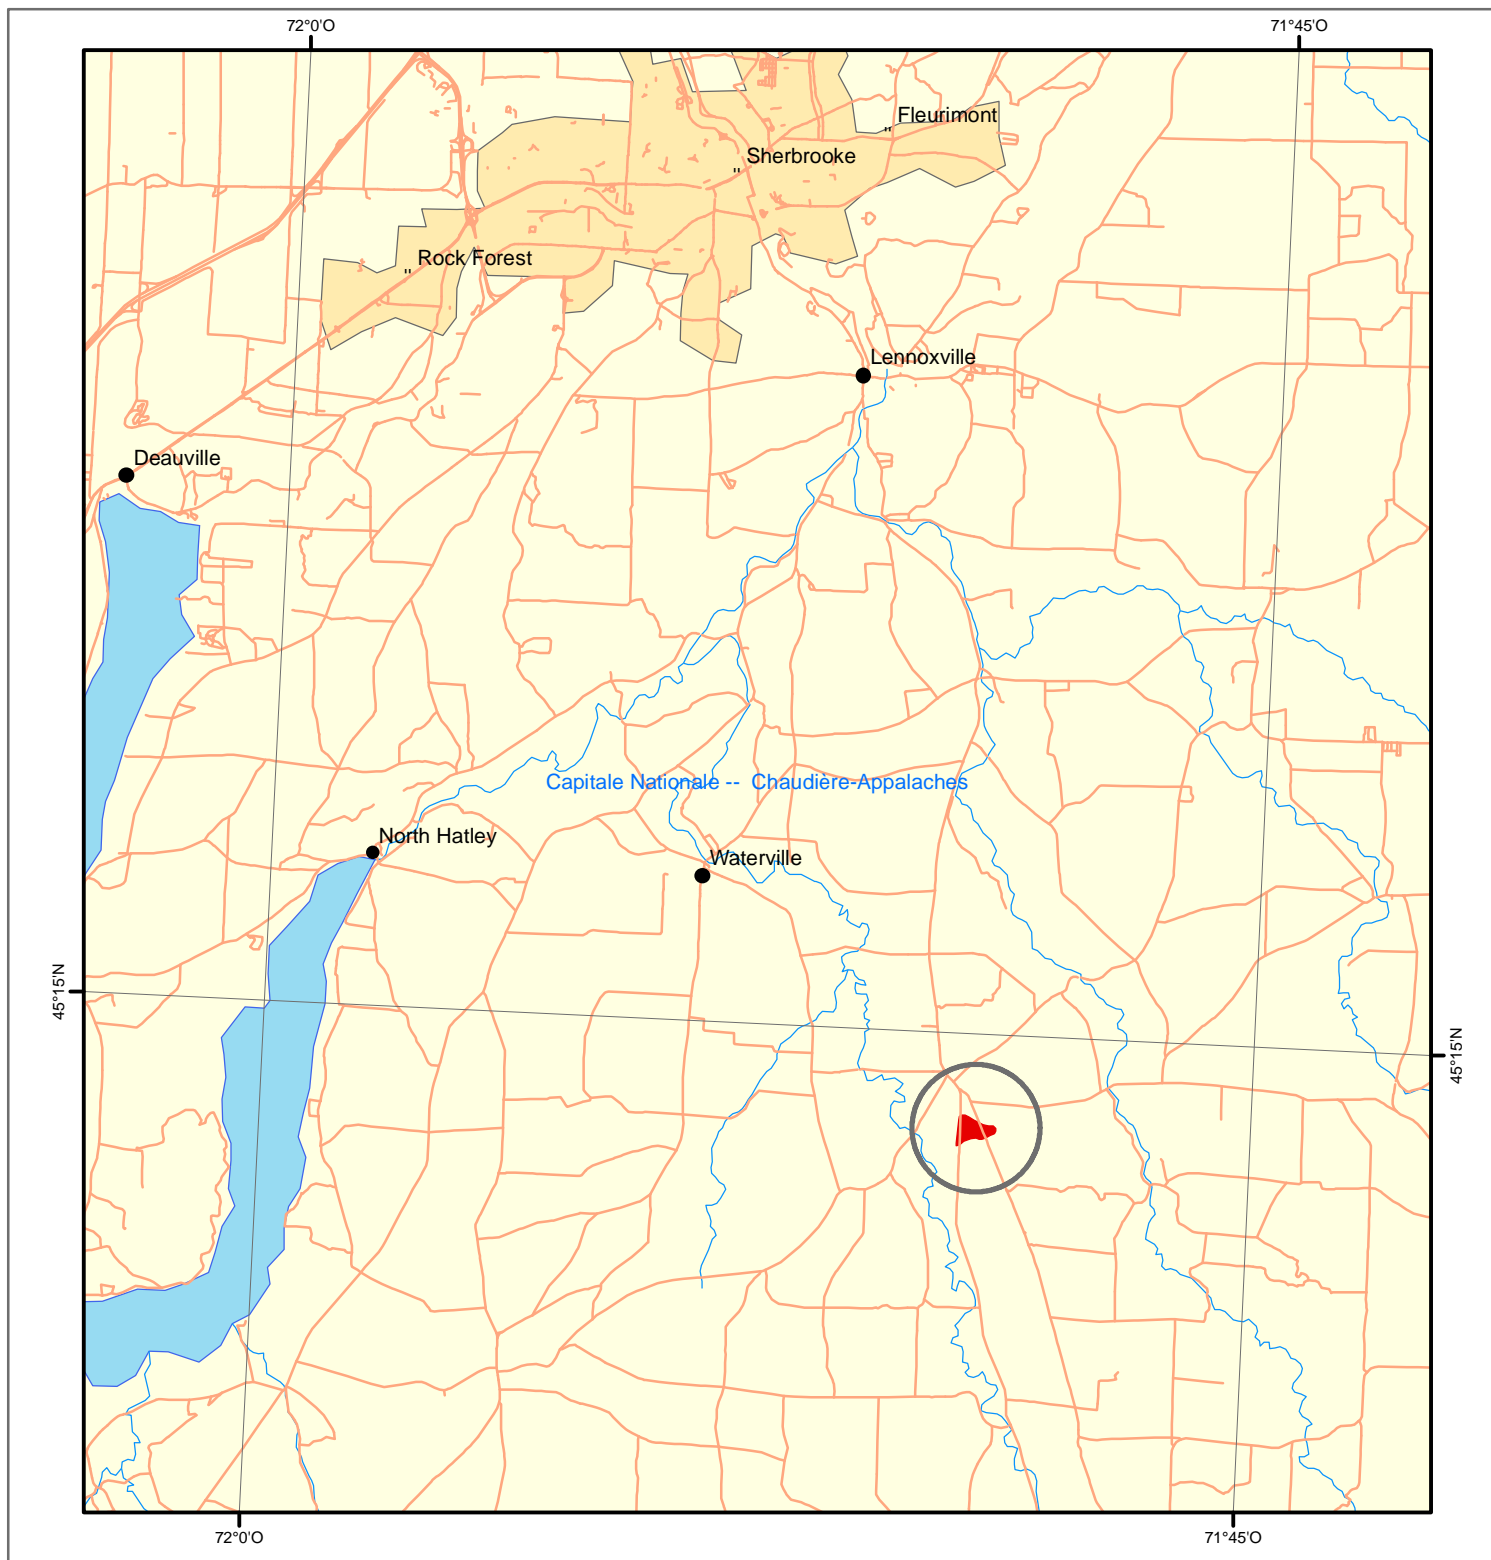 72°0'O
71°45'O
Fleurimont
Sherbrooke
Rock Forest
Lennoxville
Deauville
Capitale Nationale -- Chaudière-Appalaches
North Hatley
Waterville
45°15'N
45°15'N
72°0'O
71°45'O